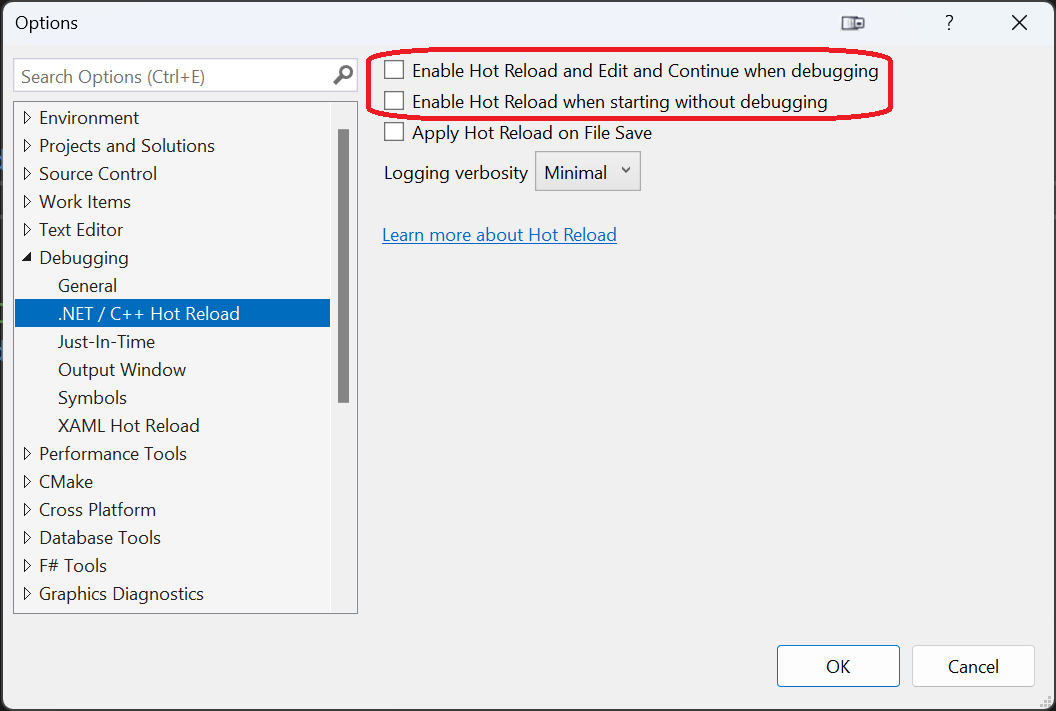 Options
?
Search Options (Ctrl+E)
Environment
Projects and Solutions
Source Control
Work Items
Text Editor
Debugging
General
.NET / C++ Hot Reload
Just-In-Time
Output Window
Symbols
XAML Hot Reload
Performance Tools
CMake
Cross Platform
Database Tools
F# Tools
Graphics Diagnostics
Enable Hot Reload and Edit and Continue when debugging
Enable Hot Reload when starting without debugging
Apply Hot Reload on File Save
Logging verbosity Minimal
Learn more about Hot Reload
OK Cancel